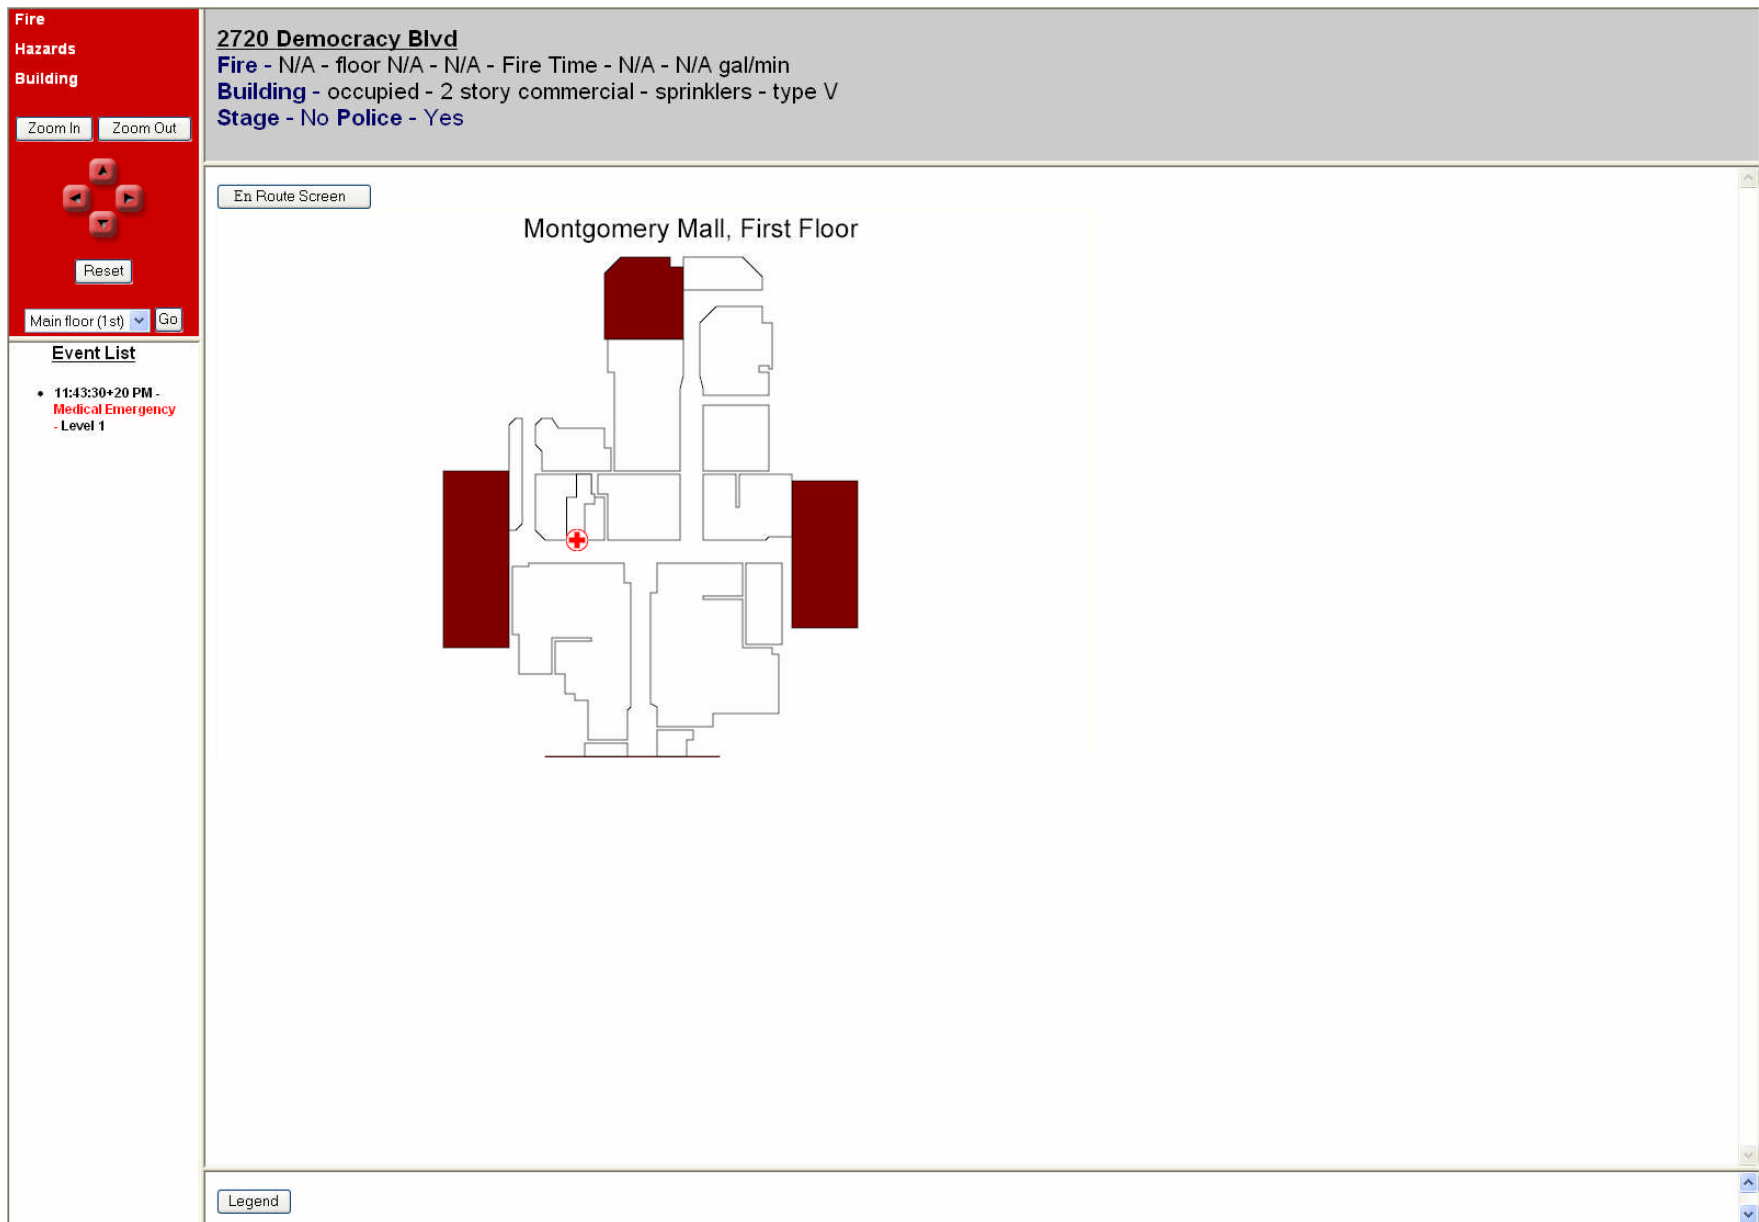 Fire
Hazards
Building
Zoom In Zoom Out
Reset
Main floor (1st) Go
Event List
11:43:30+20 PM -
Medical Emergency
- Level 1
2720 Democracy Blvd
Fire - N/A - floor N/A - N/A - Fire Time - N/A - N/A gal/min
Building - occupied - 2 story commercial - sprinklers - type V
Stage - No Police - Yes
En Route Screen
Montgomery Mall, First Floor
Legend